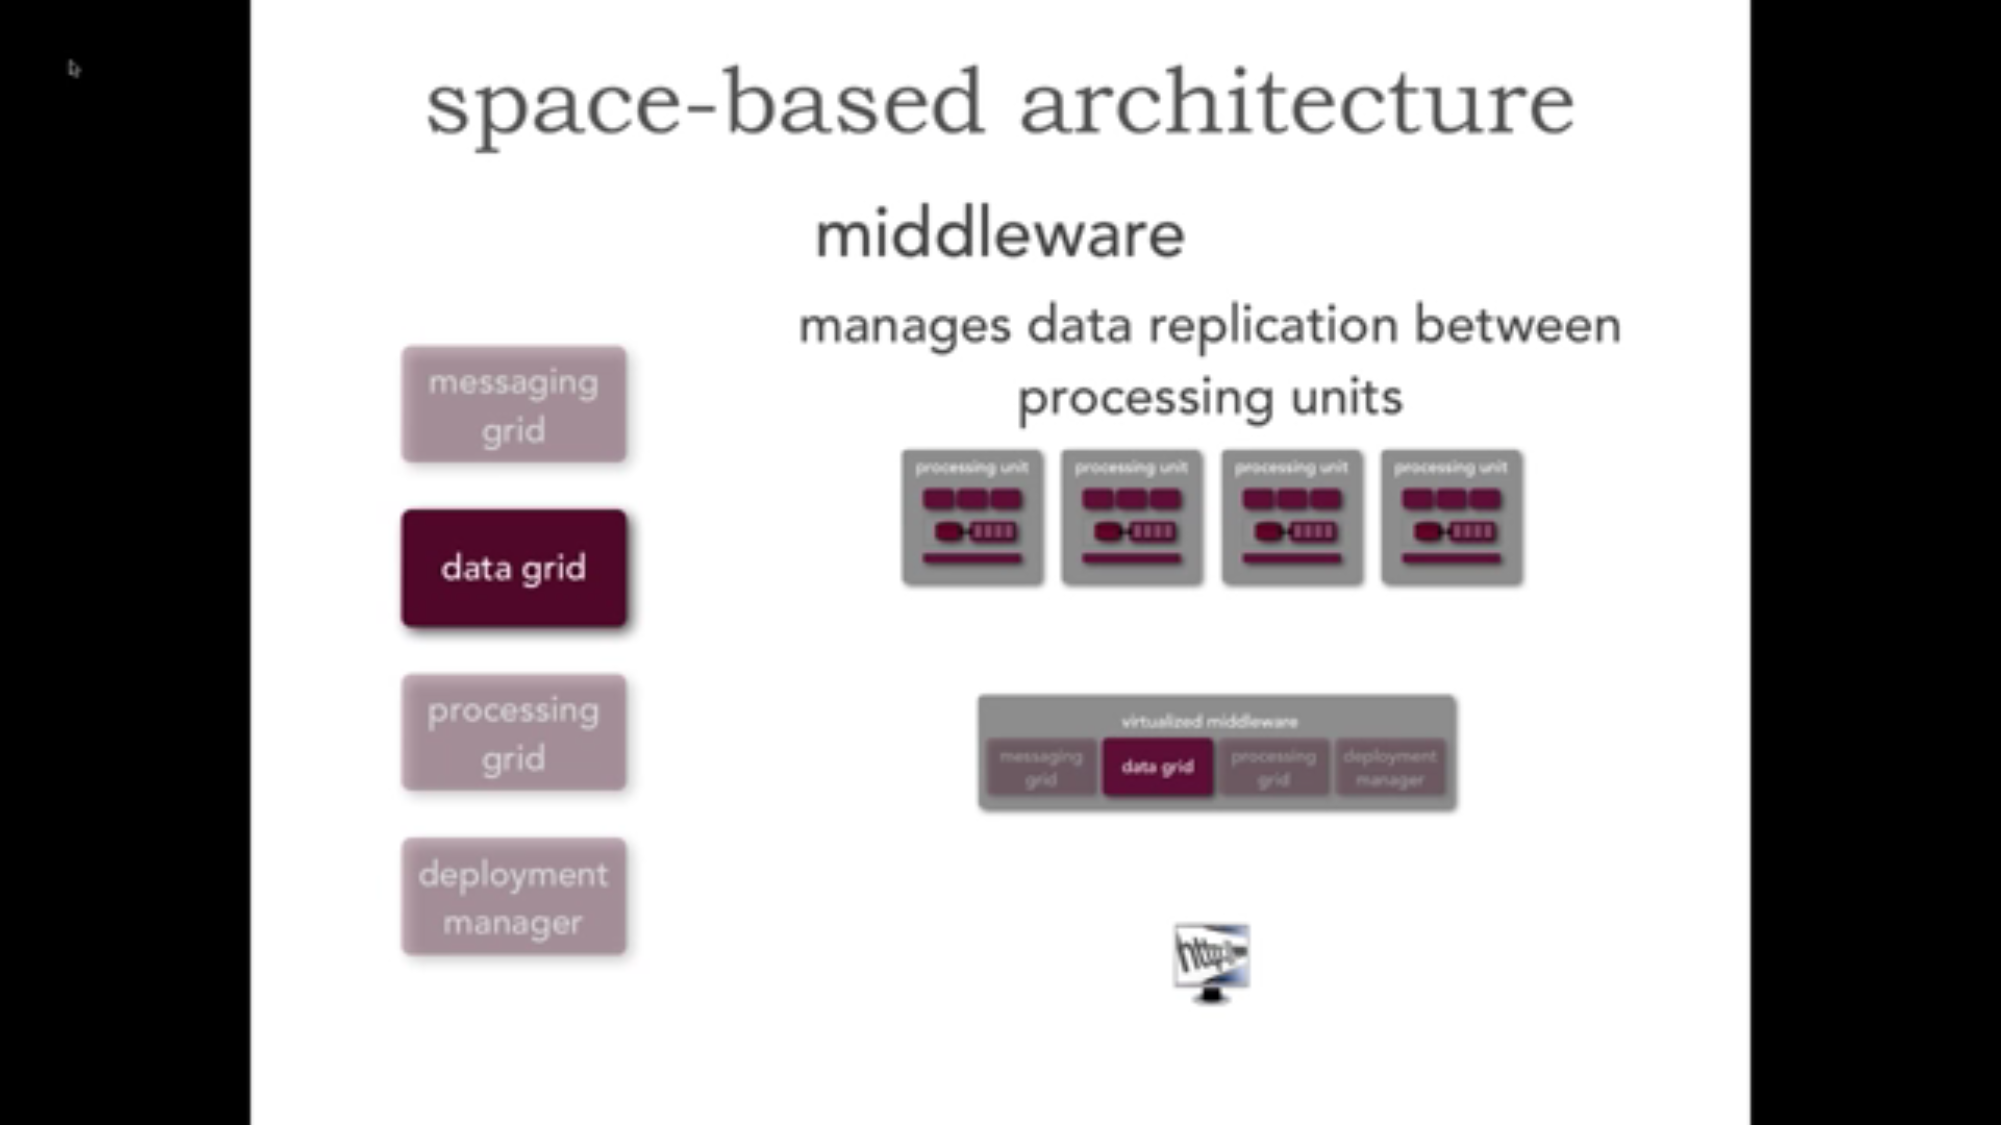 space-based architecture
middleware
manages data replication between
processing units
messaging
grid
data grid
processing
grid
deployment
manager
processing unit
processing unit
processing unit
processing unit
virtualized middleware
messaging
grid
data grid
processing
grid
deployment
manager